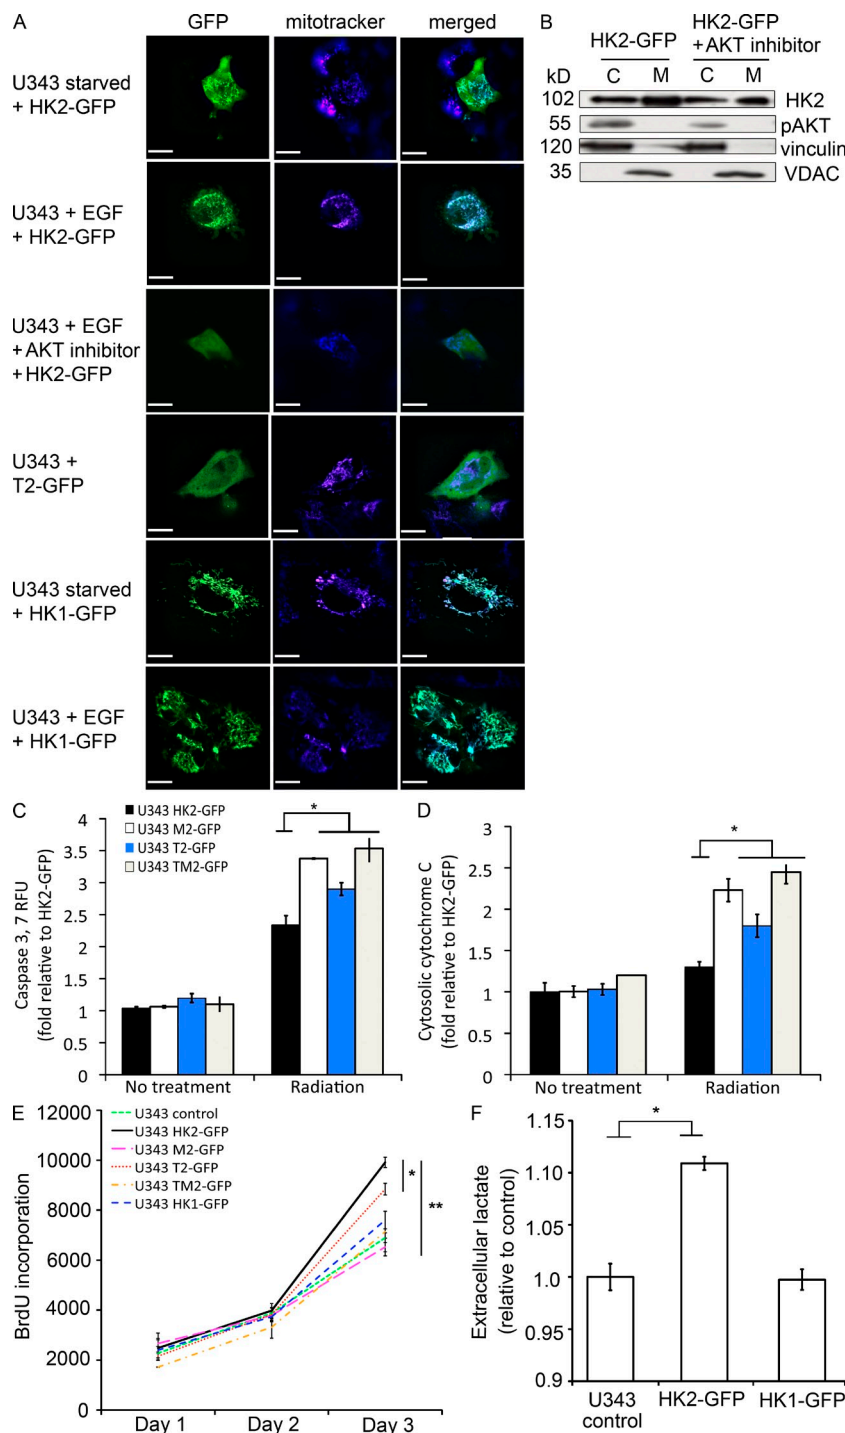 A
GFP
mitotracker
merged
U343 starved
+ HK2-GFP
U343 + EGF
+ HK2-GFP
U343 + EGF
+AKT inhibitor
+HK2-GFP
U343 +
T2-GFP
U343 starved
+ HK1-GFP
U343 + EGF
+ HK1-GFP
B
HK2-GFP
HK2-GFP
+AKT inhibitor
kD
C
M
C
M
102
HK2
55
pAKT
120
vinculin
35
VDAC
C
U343 HK2-GFP
U343 M2-GFP
U343 T2-GFP
U343 TM2-GFP
*
Caspase 3, 7 RFU
(fold relative to HK2-GFP)
4
3.5
3
2.5
2
1.5
1
0.5
0
No treatment
Radiation
D
*
Cytosolic cytochrome C
(fold relative to HK2-GFP)
3
2.5
2
1.5
1
0.5
0
No treatment
Radiation
E
U343 control
U343 HK2-GFP
U343 M2-GFP
U343 T2-GFP
U343 TM2-GFP
U343 HK1-GFP
*
**
BrdU incorporation
12000
10000
8000
6000
4000
2000
0
Day 1
Day 2
Day 3
F
*
Extracellular lactate
(relative to control)
1.15
1.10
1.05
1.0
0.95
0.9
U343
control
HK2-GFP
HK1-GFP